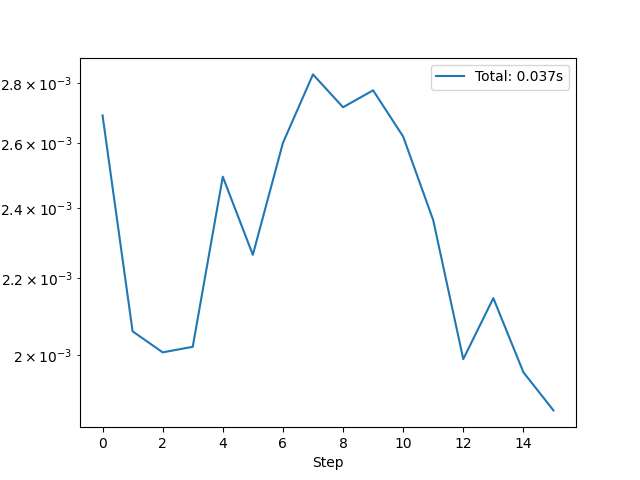 Total: 0.037s
2.8 × 10⁻³
2.6 × 10⁻³
2.4 × 10⁻³
2.2 × 10⁻³
2 × 10⁻³
0 2 4 6 8 10 12 14
Step